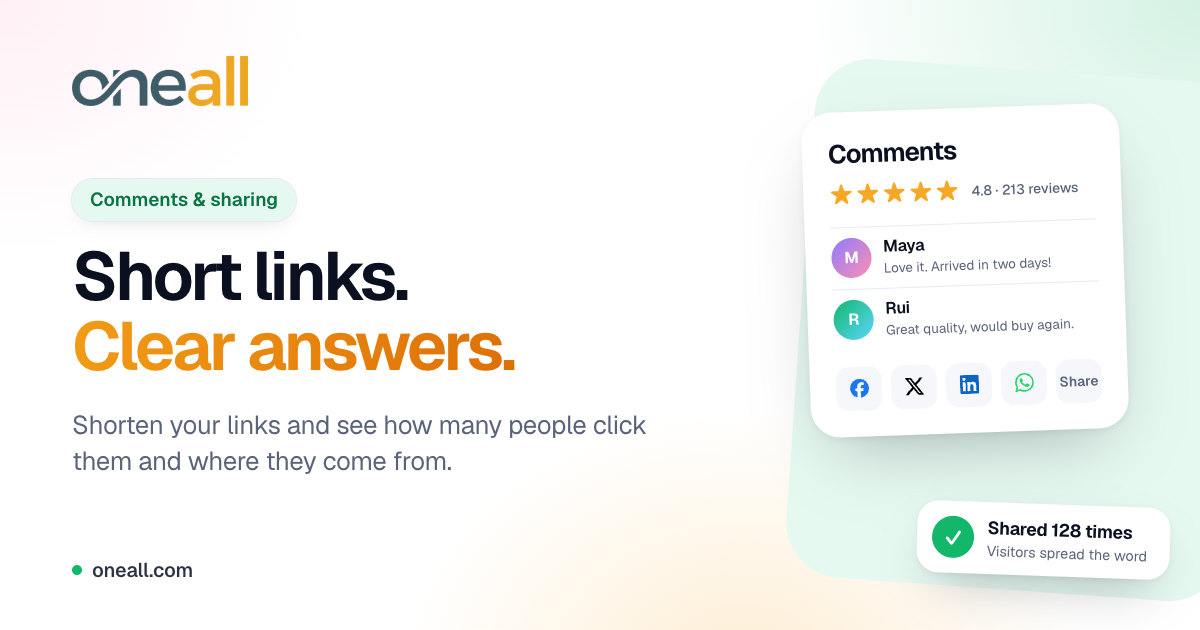 oneall
Comments & sharing
Short links.
Clear answers.
Shorten your links and see how many people click
them and where they come from.
oneall.com
Comments
4.8 · 213 reviews
M
Maya
Love it. Arrived in two days!
R
Rui
Great quality, would buy again.
Share
Shared 128 times
Visitors spread the word